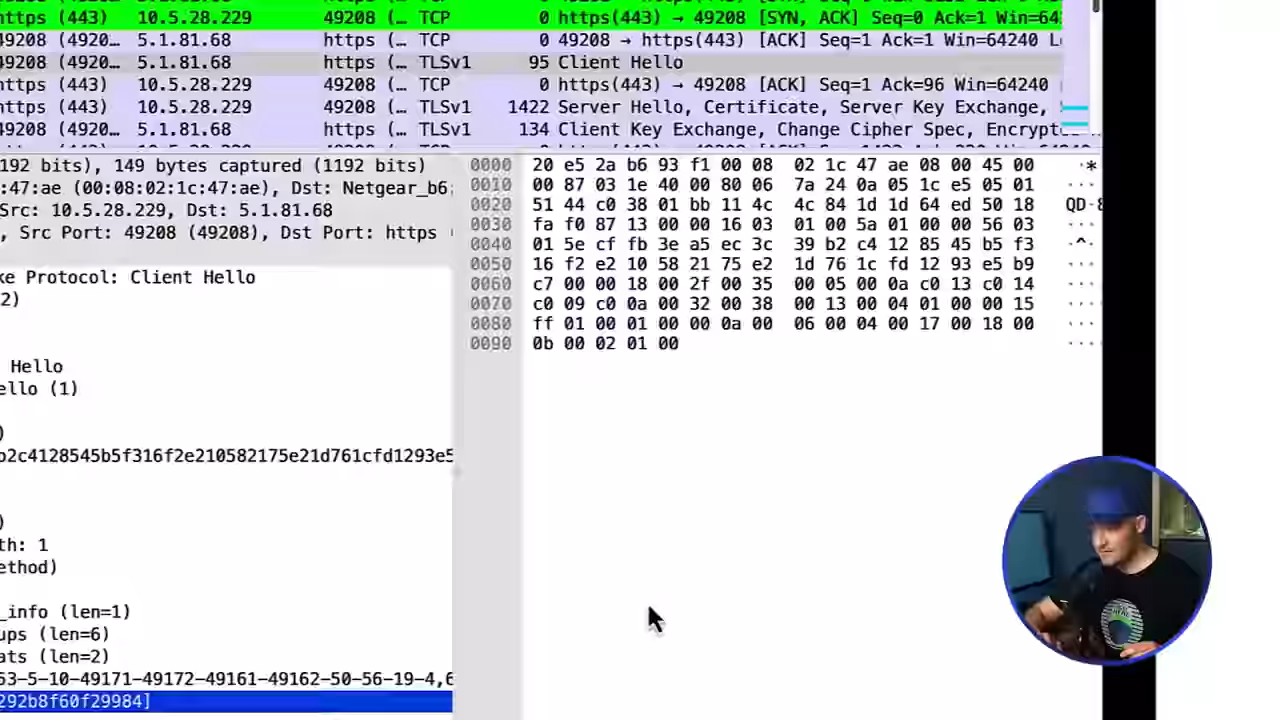 https (443) 10.5.28.229 49208 (… TCP 0 https(443) → 49208 [SYN, ACK] Seq=0 Ack=1 Win=64
49208 (4920… 5.1.81.68 https (… TCP 0 49208 → https(443) [ACK] Seq=1 Ack=1 Win=64240 L
49208 (4920… 5.1.81.68 https (… TLSv1 95 Client Hello
https (443) 10.5.28.229 49208 (… TCP 0 https(443) → 49208 [ACK] Seq=1 Ack=96 Win=64240
https (443) 10.5.28.229 49208 (… TLSv1 1422 Server Hello, Certificate, Server Key Exchange,
49208 (4920… 5.1.81.68 https (… TLSv1 134 Client Key Exchange, Change Cipher Spec, Encrypted
192 bits), 149 bytes captured (1192 bits)
:47:ae (00:08:02:1c:47:ae), Dst: Netgear_b6:
Src: 10.5.28.229, Dst: 5.1.81.68
, Src Port: 49208 (49208), Dst Port: https
ke Protocol: Client Hello
2)
Hello
ello (1)
)
b2c4128545b5f316f2e210582175e21d761cfd1293e5
)
th: 1
ethod)
_info (len=1)
ups (len=6)
ats (len=2)
53-5-10-49171-49172-49161-49162-50-56-19-4,6
292b8f60f29984]
0000 20 e5 2a b6 93 f1 00 08 02 1c 47 ae 08 00 45 00 ·*
0010 00 87 03 1e 40 00 80 06 7a 24 0a 05 1c e5 05 01 ···
0020 51 44 c0 38 01 bb 11 4c 4c 84 1d 1d 64 ed 50 18 QD·8
0030 fa f0 87 13 00 00 16 03 01 00 5a 01 00 00 56 03 ···
0040 01 5e cf fb 3e a5 ec 3c 39 b2 c4 12 85 45 b5 f3 ·^·
0050 16 f2 e2 10 58 21 75 e2 1d 76 1c fd 12 93 e5 b9 ···
0060 c7 00 00 18 00 2f 00 35 00 05 00 0a c0 13 c0 14 ····
0070 c0 09 c0 0a 00 32 00 38 00 13 00 04 01 00 00 15 ···
0080 ff 01 00 01 00 00 0a 00 06 00 04 00 17 00 18 00 ···
0090 0b 00 02 01 00 ····